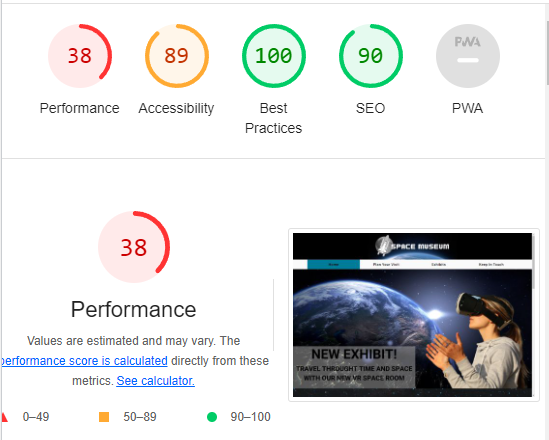 38
89
100
90
PWA
Performance
Accessibility
Best
Practices
SEO
PWA
38
Performance
Values are estimated and may vary. The
performance score is calculated directly from these
metrics. See calculator.
0–49
50–89
90–100
SPACE MUSEUM
Home
Plan Your Visit
Exhibits
Keep in Touch
NEW EXHIBIT!
TRAVEL THROUGHT TIME AND SPACE
WITH OUR NEW VR SPACE ROOM